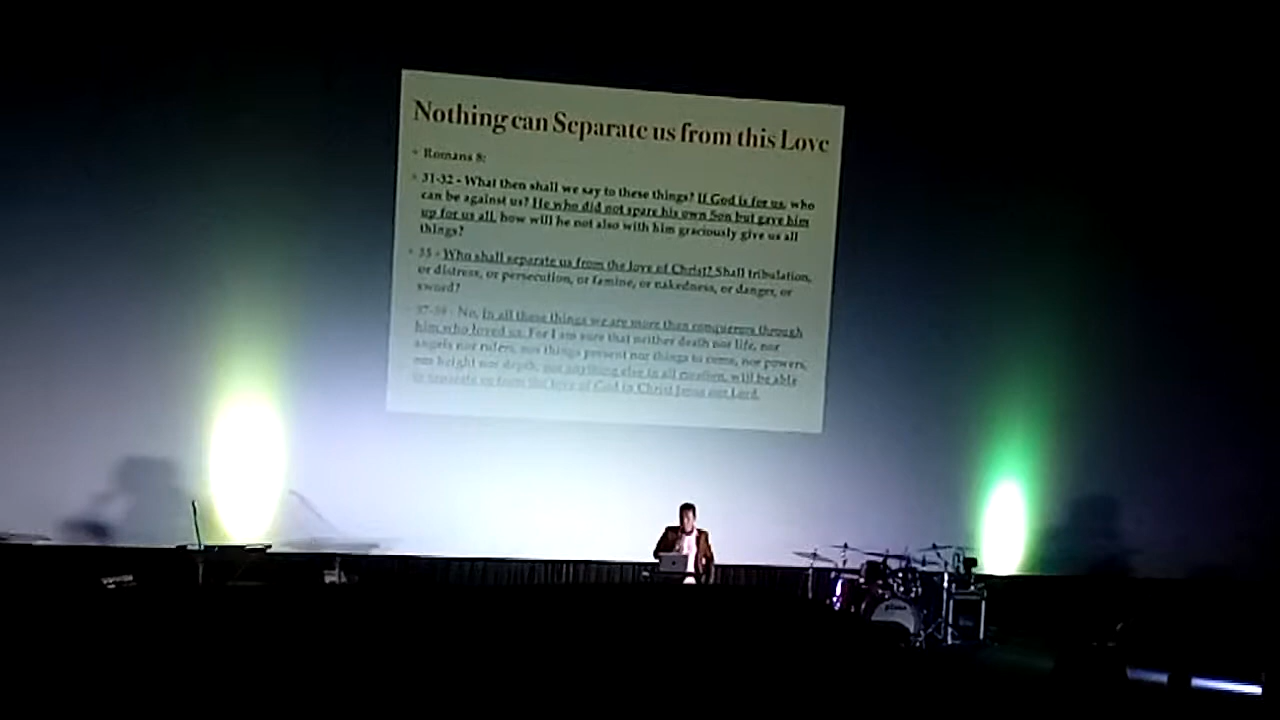 Nothing can Separate us from this Love
Romans 8:
31-32 - What then shall we say to these things? If God is for us, who
can be against us? He who did not spare his own Son but gave him
up for us all, how will he not also with him graciously give us all
things?
35 - Who shall separate us from the love of Christ? Shall tribulation,
or distress, or persecution, or famine, or nakedness, or danger, or
sword?
37-39 - No, in all these things we are more than conquerors through
him who loved us. For I am sure that neither death nor life, nor
angels nor rulers, nor things present nor things to come, nor powers,
nor height nor depth, nor anything else in all creation, will be able
to separate us from the love of God in Christ Jesus our Lord.